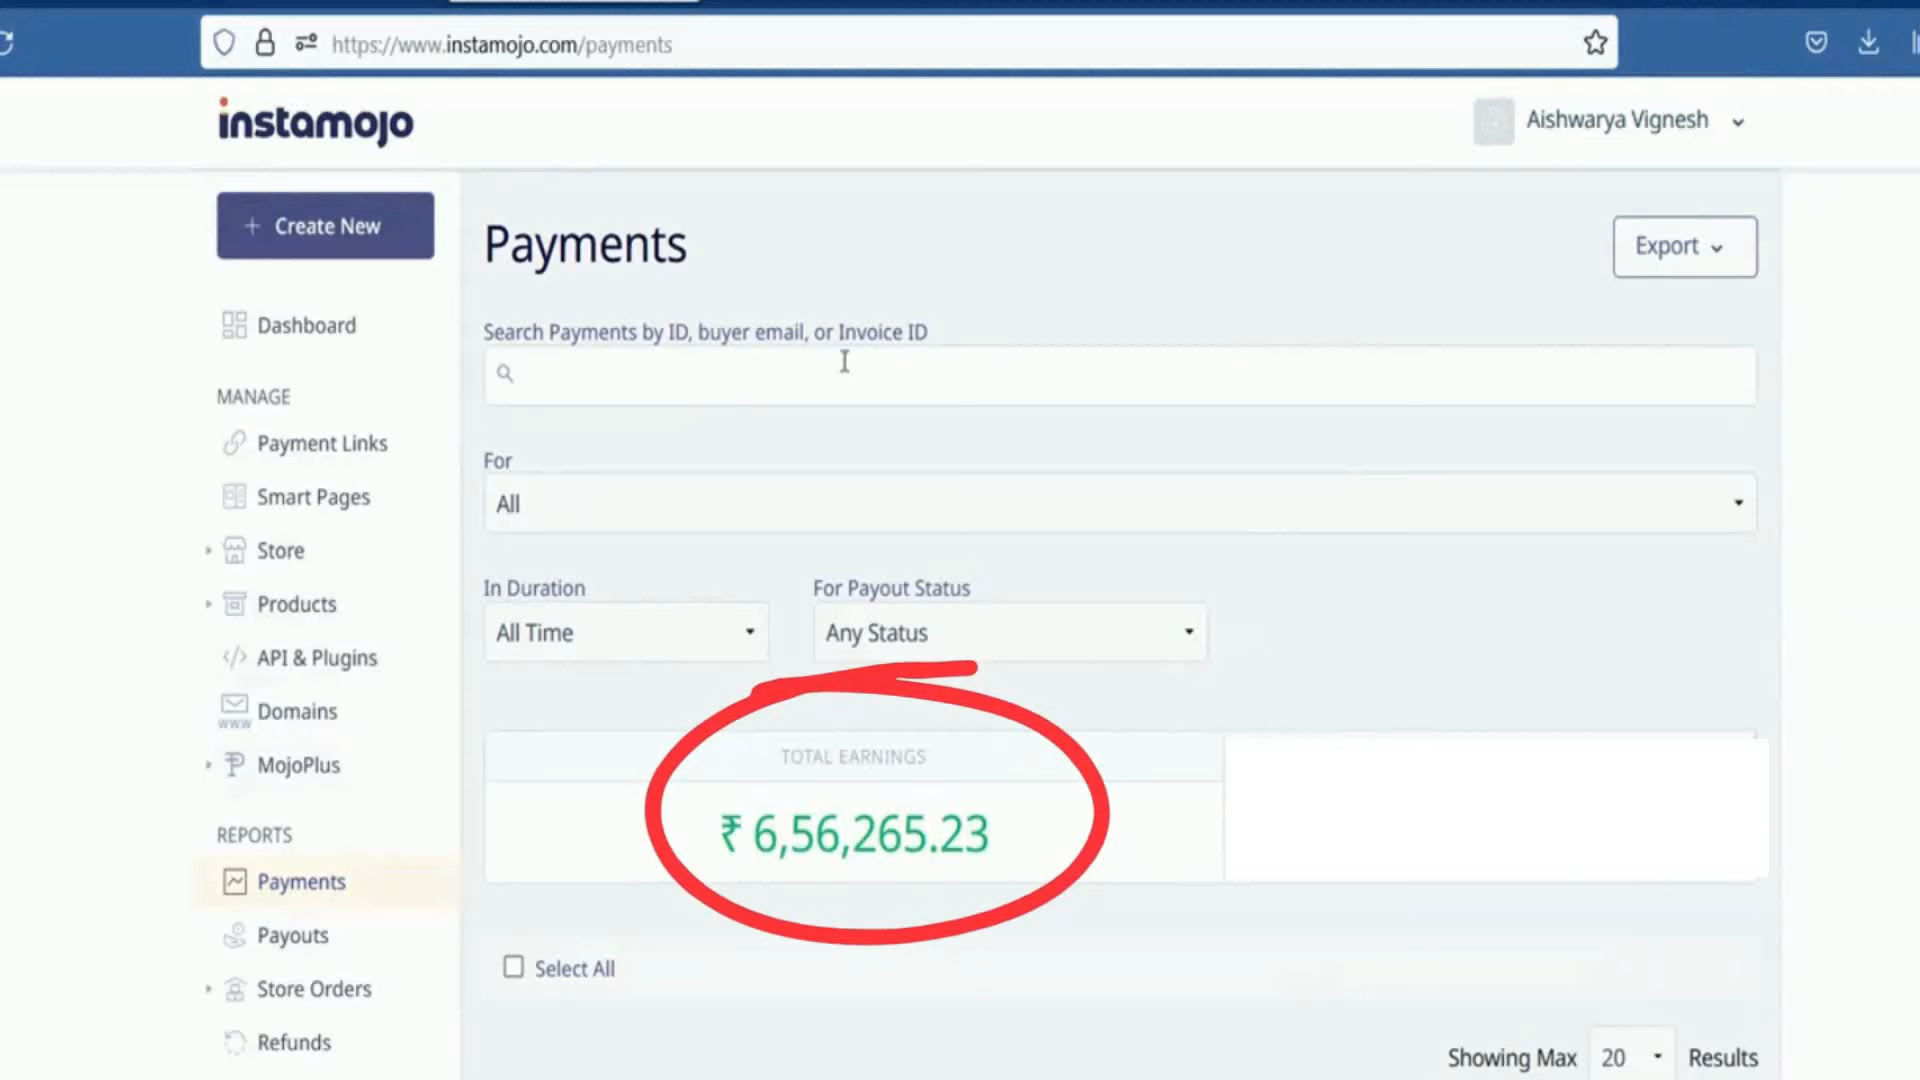 https://www.instamojo.com/payments
instamojo
Aishwarya Vignesh
+ Create New
Payments
Export
Dashboard
Search Payments by ID, buyer email, or Invoice ID
MANAGE
Payment Links
For
Smart Pages
All
Store
In Duration
For Payout Status
Products
All Time
Any Status
API & Plugins
WWW Domains
MojoPlus
TOTAL EARNINGS
₹ 6,56,265.23
REPORTS
Payments
Payouts
Select All
Store Orders
Refunds
Showing Max 20 Results